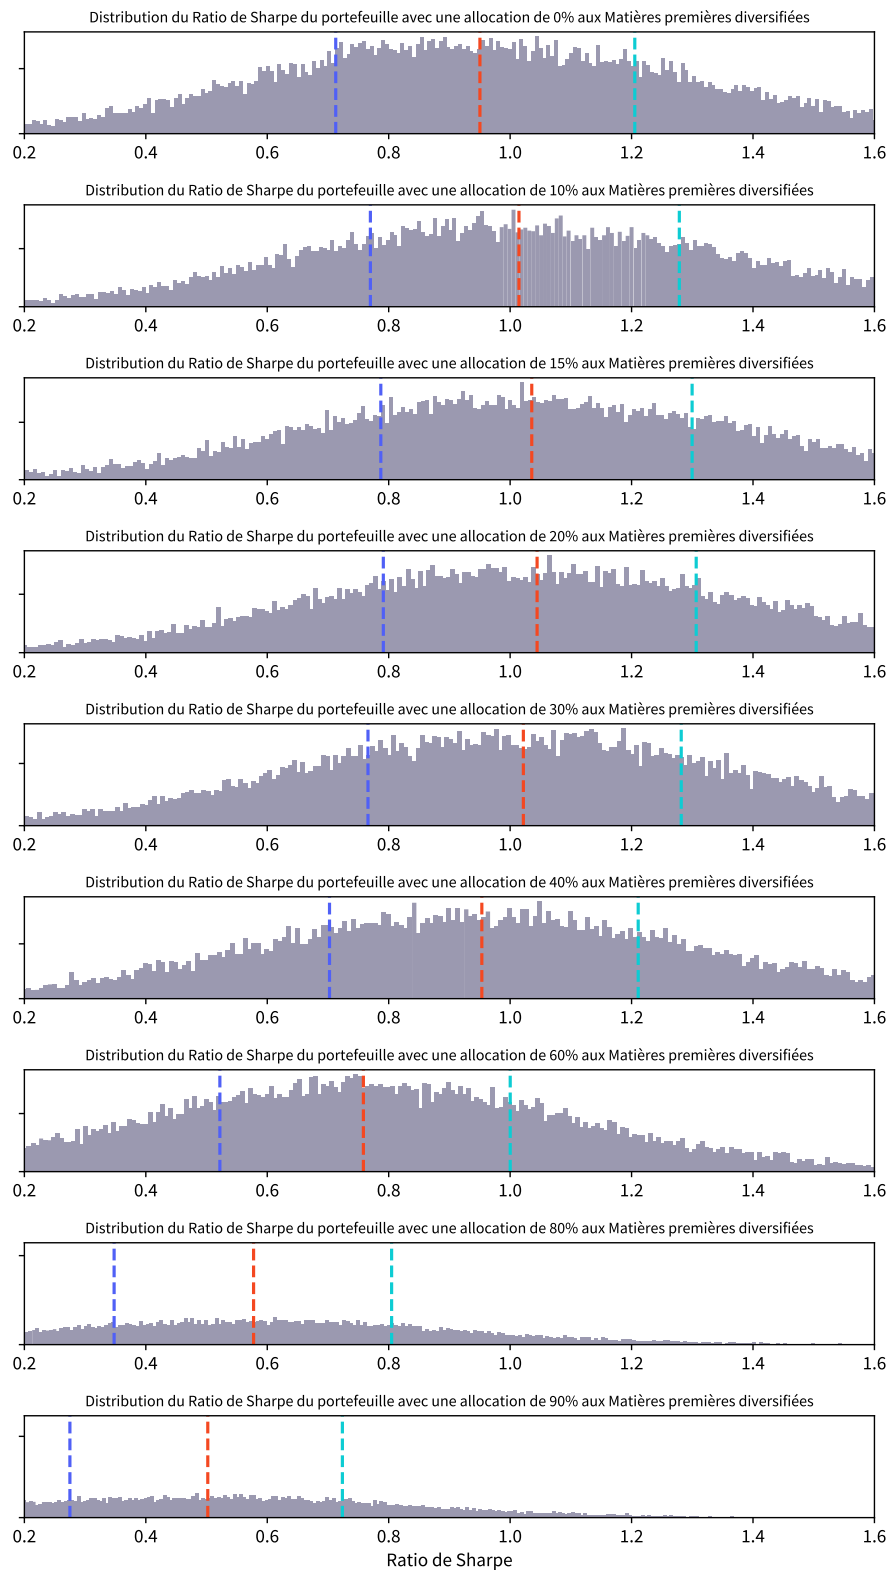 Distribution du Ratio de Sharpe du portefeuille avec une allocation de 0% aux Matières premières diversifiées
0.2 0.4 0.6 0.8 1.0 1.2 1.4 1.6
Distribution du Ratio de Sharpe du portefeuille avec une allocation de 10% aux Matières premières diversifiées
0.2 0.4 0.6 0.8 1.0 1.2 1.4 1.6
Distribution du Ratio de Sharpe du portefeuille avec une allocation de 15% aux Matières premières diversifiées
0.2 0.4 0.6 0.8 1.0 1.2 1.4 1.6
Distribution du Ratio de Sharpe du portefeuille avec une allocation de 20% aux Matières premières diversifiées
0.2 0.4 0.6 0.8 1.0 1.2 1.4 1.6
Distribution du Ratio de Sharpe du portefeuille avec une allocation de 30% aux Matières premières diversifiées
0.2 0.4 0.6 0.8 1.0 1.2 1.4 1.6
Distribution du Ratio de Sharpe du portefeuille avec une allocation de 40% aux Matières premières diversifiées
0.2 0.4 0.6 0.8 1.0 1.2 1.4 1.6
Distribution du Ratio de Sharpe du portefeuille avec une allocation de 60% aux Matières premières diversifiées
0.2 0.4 0.6 0.8 1.0 1.2 1.4 1.6
Distribution du Ratio de Sharpe du portefeuille avec une allocation de 80% aux Matières premières diversifiées
0.2 0.4 0.6 0.8 1.0 1.2 1.4 1.6
Distribution du Ratio de Sharpe du portefeuille avec une allocation de 90% aux Matières premières diversifiées
0.2 0.4 0.6 0.8 1.0 1.2 1.4 1.6
Ratio de Sharpe